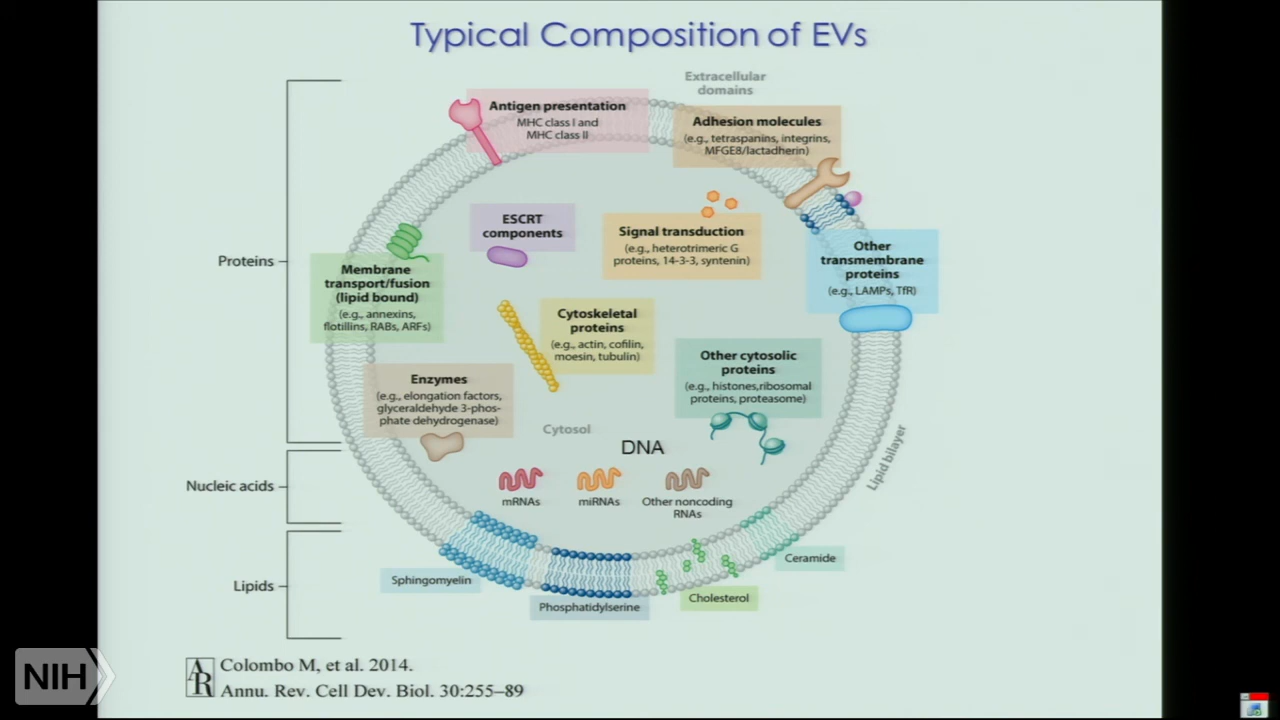 Typical Composition of EVs
Extracellular
domains
Antigen presentation
MHC class I and
MHC class II
Adhesion molecules
(e.g., tetraspanins, integrins,
MFGE8/lactadherin)
ESCRT
components
Signal transduction
(e.g., heterotrimeric G
proteins, 14-3-3, syntenin)
Other
transmembrane
proteins
(e.g., LAMPs, TfR)
Proteins
Membrane
transport/fusion
(lipid bound)
(e.g., annexins,
flotillins, RABs, ARFs)
Cytoskeletal
proteins
(e.g., actin, cofilin,
moesin, tubulin)
Other cytosolic
proteins
(e.g., histones,ribosomal
proteins, proteasome)
Enzymes
(e.g., elongation factors,
glyceraldehyde 3-phos-
phate dehydrogenase)
Cytosol
DNA
Lipid bilayer
Nucleic acids
mRNAs
miRNAs
Other noncoding
RNAs
Lipids
Sphingomyelin
Phosphatidylserine
Cholesterol
Ceramide
AR
Colombo M, et al. 2014.
Annu. Rev. Cell Dev. Biol. 30:255–89
NIH